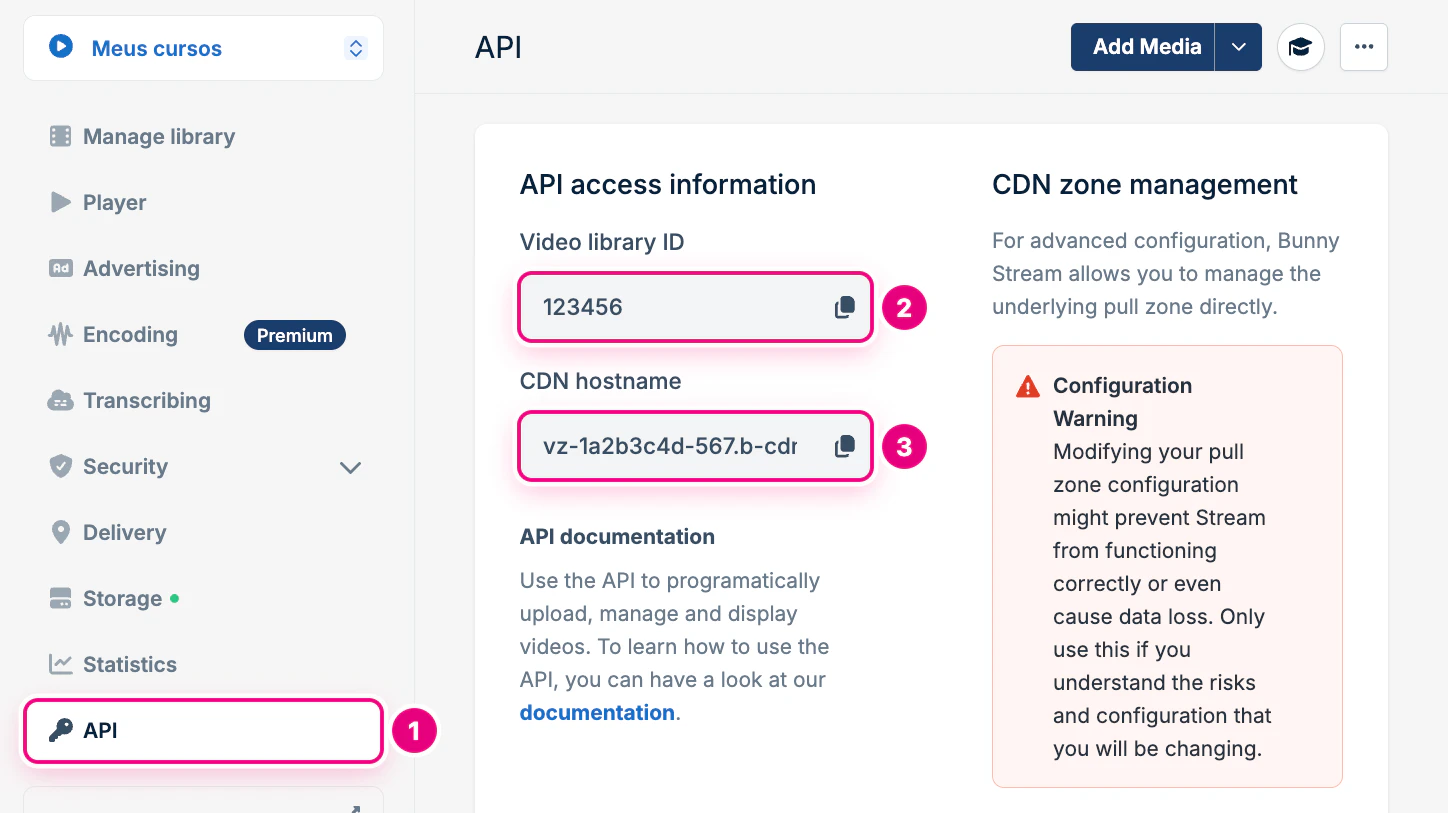 Meus cursos
Manage library
Player
Ad Advertising
Encoding Premium
Transcribing
Security
Delivery
Storage
Statistics
API
1
API
Add Media
API access information
Video library ID
123456
2
CDN hostname
vz-1a2b3c4d-567.b-cdn
3
API documentation
Use the API to programatically
upload, manage and display
videos. To learn how to use the
API, you can have a look at our
documentation.
CDN zone management
For advanced configuration, Bunny
Stream allows you to manage the
underlying pull zone directly.
Configuration
Warning
Modifying your pull
zone configuration
might prevent Stream
from functioning
correctly or even
cause data loss. Only
use this if you
understand the risks
and configuration that
you will be changing.